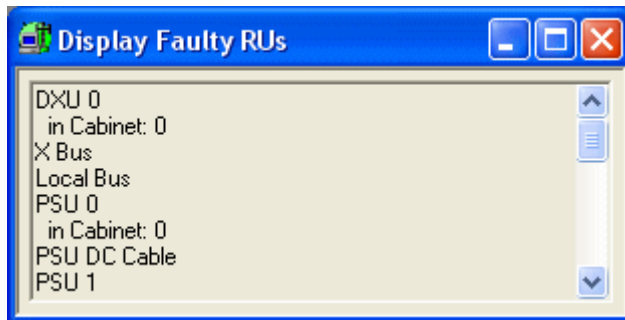 Display Faulty RUs
DXU 0
in Cabinet: 0
X Bus
Local Bus
PSU 0
in Cabinet: 0
PSU DC Cable
PSU 1